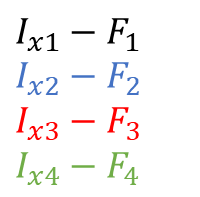 I_{x1} − F_1
I_{x2} − F_2
I_{x3} − F_3
I_{x4} − F_4